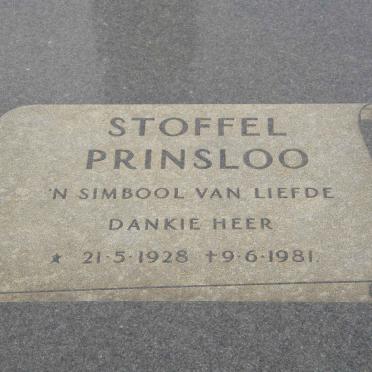 STOFFEL
PRINSLOO
'N SIMBOOL VAN LIEFDE
DANKIE HEER
★ 21·5·1928 ✝9·6·1981.